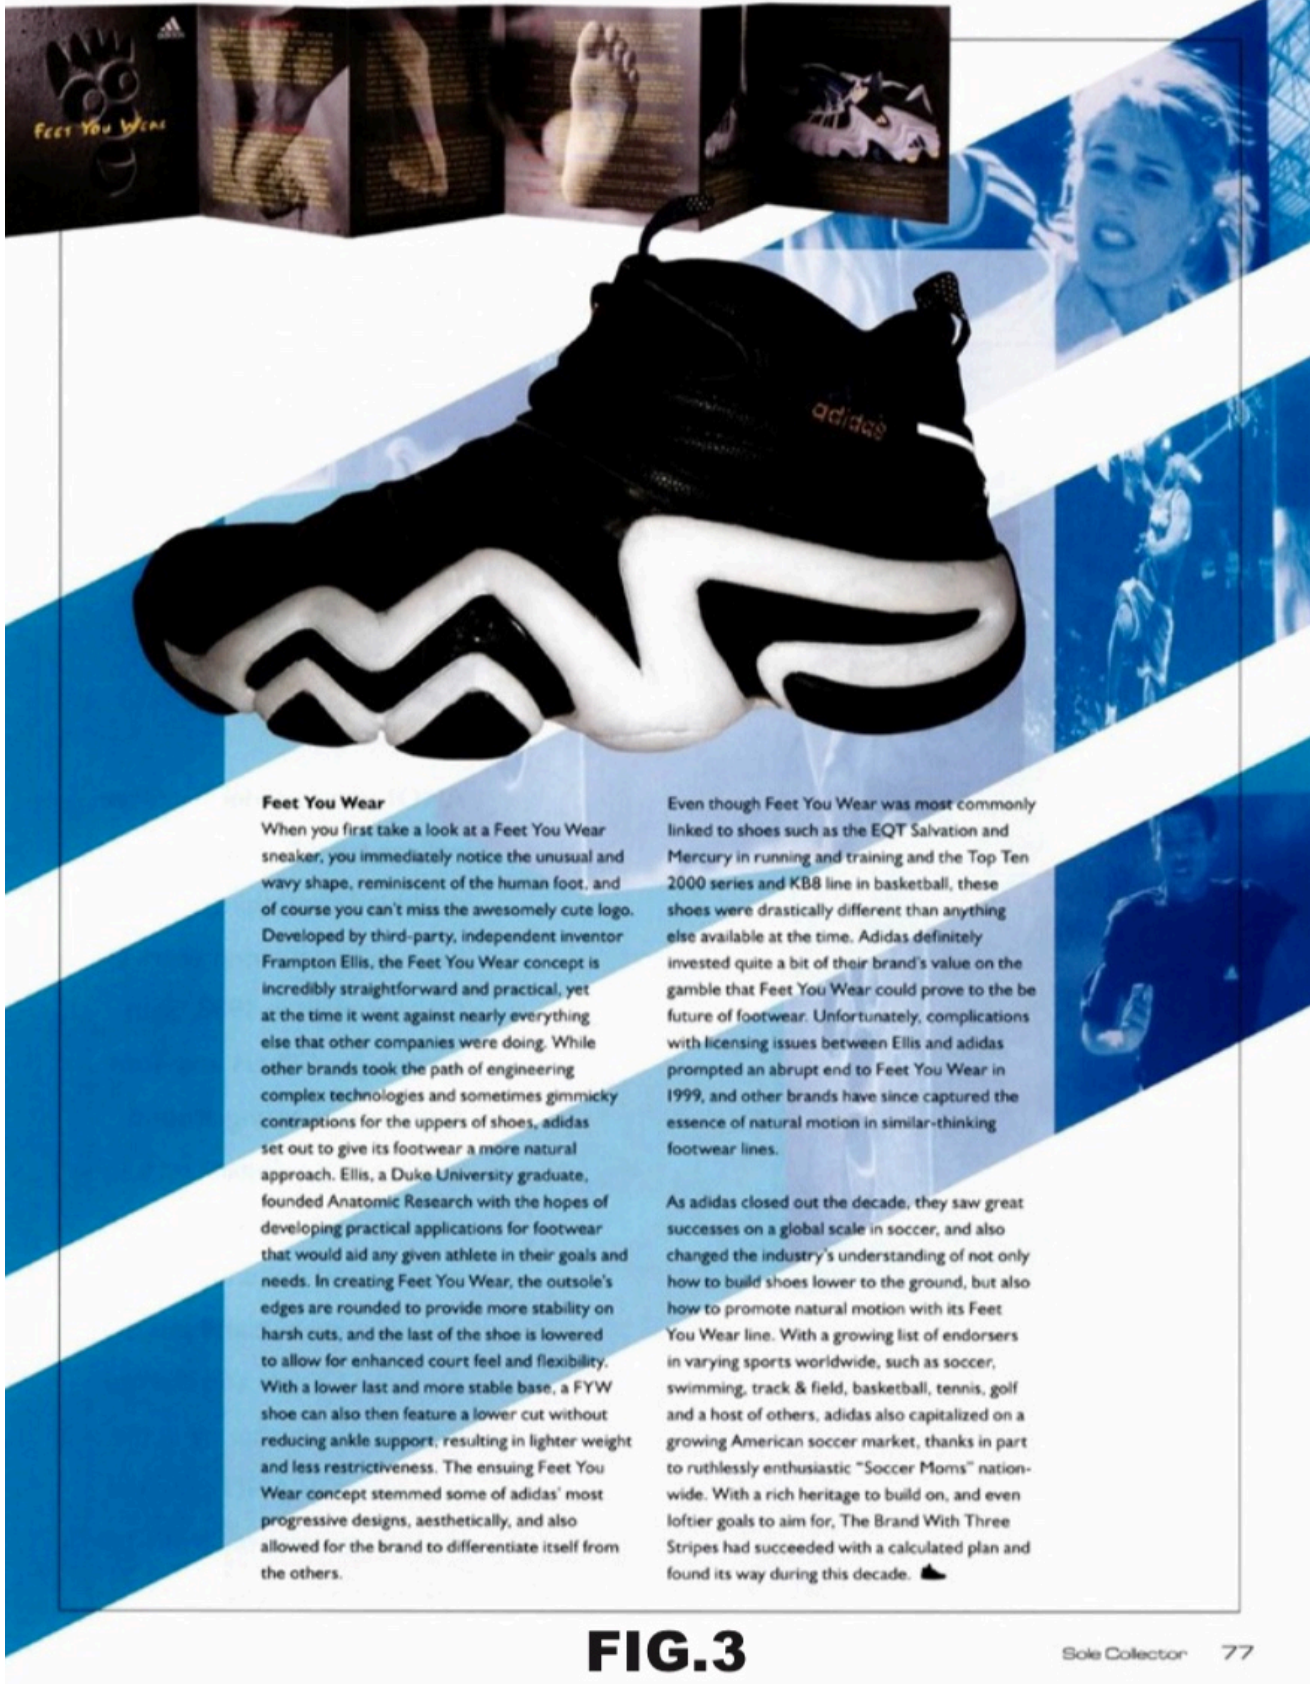 adidas
FEET YOU WEAR
adidas
Feet You Wear
When you first take a look at a Feet You Wear
sneaker, you immediately notice the unusual and
wavy shape, reminiscent of the human foot, and
of course you can't miss the awesomely cute logo.
Developed by third-party, independent inventor
Frampton Ellis, the Feet You Wear concept is
incredibly straightforward and practical, yet
at the time it went against nearly everything
else that other companies were doing. While
other brands took the path of engineering
complex technologies and sometimes gimmicky
contraptions for the uppers of shoes, adidas
set out to give its footwear a more natural
approach. Ellis, a Duke University graduate,
founded Anatomic Research with the hopes of
developing practical applications for footwear
that would aid any given athlete in their goals and
needs. In creating Feet You Wear, the outsole's
edges are rounded to provide more stability on
harsh cuts, and the last of the shoe is lowered
to allow for enhanced court feel and flexibility.
With a lower last and more stable base, a FYW
shoe can also then feature a lower cut without
reducing ankle support, resulting in lighter weight
and less restrictiveness. The ensuing Feet You
Wear concept stemmed some of adidas' most
progressive designs, aesthetically, and also
allowed for the brand to differentiate itself from
the others.
Even though Feet You Wear was most commonly
linked to shoes such as the EQT Salvation and
Mercury in running and training and the Top Ten
2000 series and KB8 line in basketball, these
shoes were drastically different than anything
else available at the time. Adidas definitely
invested quite a bit of their brand's value on the
gamble that Feet You Wear could prove to the be
future of footwear. Unfortunately, complications
with licensing issues between Ellis and adidas
prompted an abrupt end to Feet You Wear in
1999, and other brands have since captured the
essence of natural motion in similar-thinking
footwear lines.
As adidas closed out the decade, they saw great
successes on a global scale in soccer, and also
changed the industry's understanding of not only
how to build shoes lower to the ground, but also
how to promote natural motion with its Feet
You Wear line. With a growing list of endorsers
in varying sports worldwide, such as soccer,
swimming, track & field, basketball, tennis, golf
and a host of others, adidas also capitalized on a
growing American soccer market, thanks in part
to ruthlessly enthusiastic "Soccer Moms" nation-
wide. With a rich heritage to build on, and even
loftier goals to aim for, The Brand With Three
Stripes had succeeded with a calculated plan and
found its way during this decade.
FIG.3
Sole Collector 77